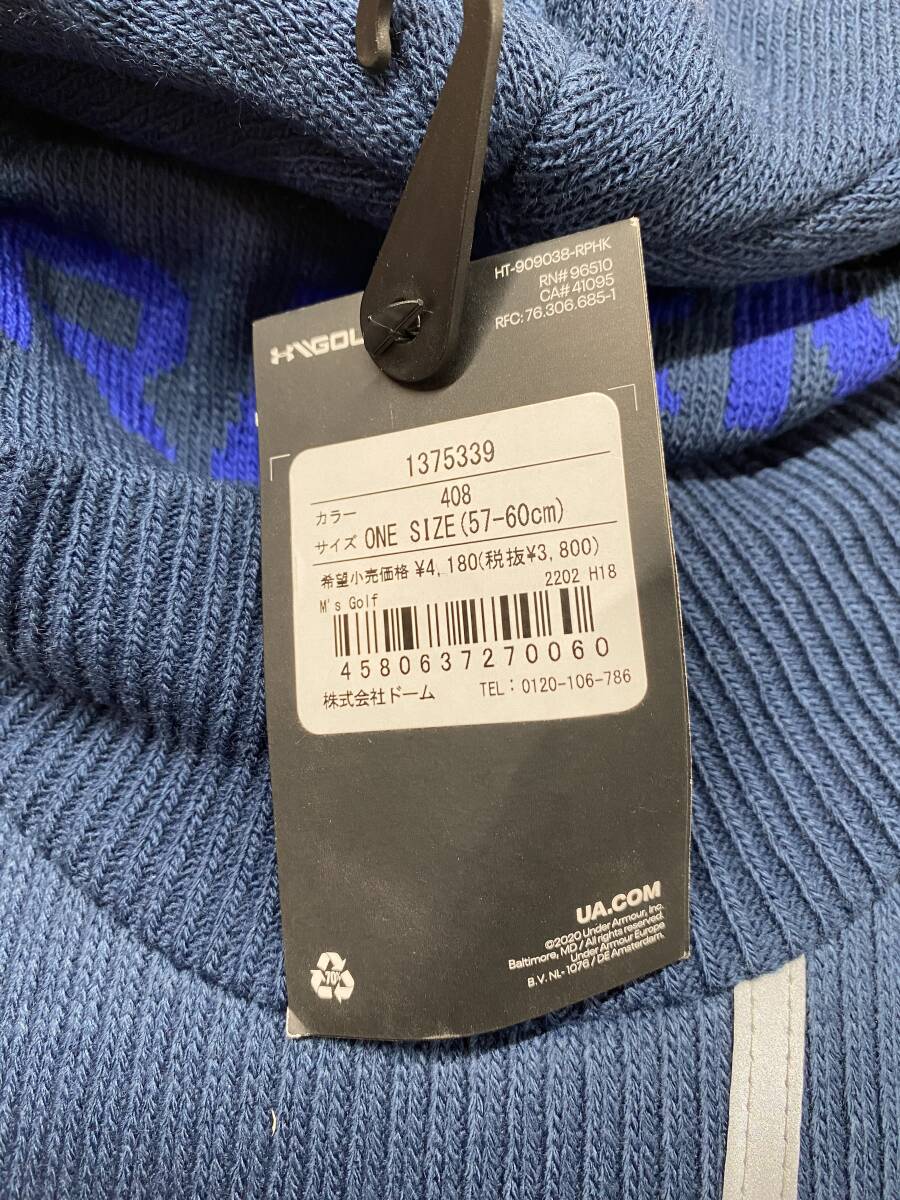 HT-909038-RPHK
RN# 96510
CA# 41095
RFC: 76.306.685-1
1375339
カラー 408
サイズ ONE SIZE(57-60cm)
希望小売価格 ¥4,180(税抜¥3,800)
2202 H18
M's Golf
4580637270060
株式会社ドーム TEL：0120-106-786
UA.COM
©2020 Under Armour, Inc.
Baltimore, MD / All rights reserved.
Under Armour Europe
B.V. NL-1076 / DE Amsterdam.
70%